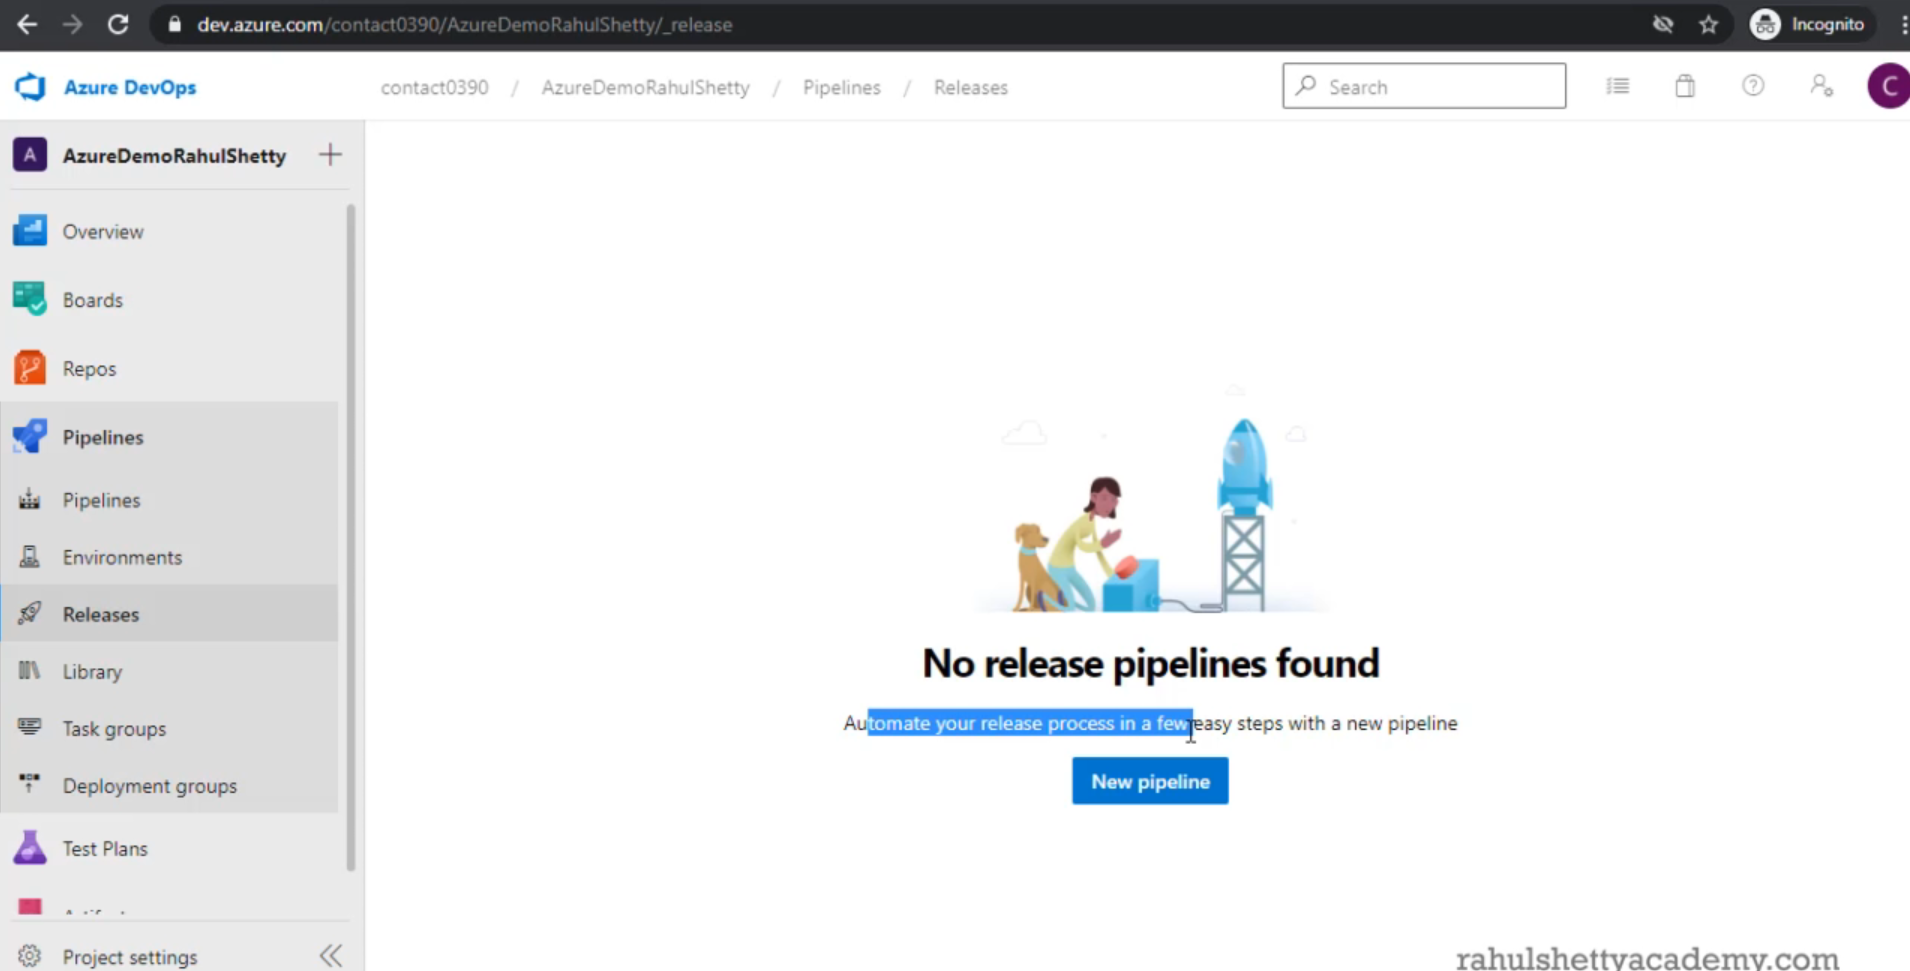 dev.azure.com/contact0390/AzureDemoRahulShetty/_release
Incognito
Azure DevOps
contact0390 / AzureDemoRahulShetty / Pipelines / Releases
Search
C
A AzureDemoRahulShetty
Overview
Boards
Repos
Pipelines
Pipelines
Environments
Releases
Library
Task groups
Deployment groups
Test Plans
Project settings
No release pipelines found
Automate your release process in a few easy steps with a new pipeline
New pipeline
rahulshettyacademy.com